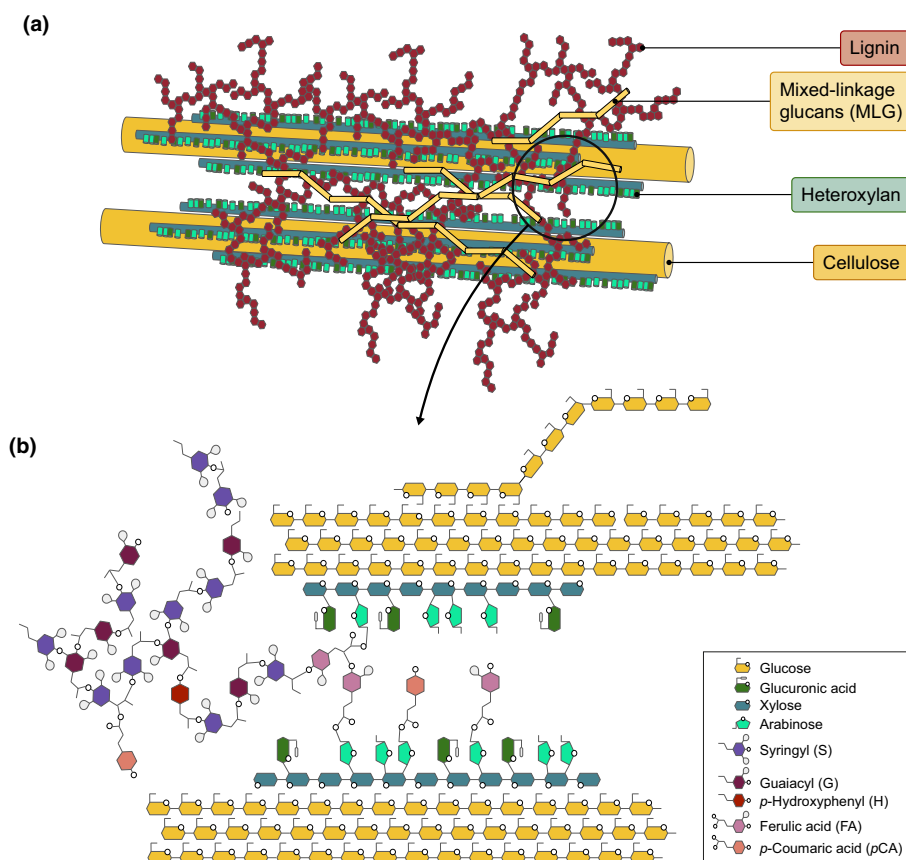 (a)
Lignin
Mixed-linkage
glucans (MLG)
Heteroxylan
Cellulose
(b)
Glucose
Glucuronic acid
Xylose
Arabinose
Syringyl (S)
Guaiacyl (G)
p-Hydroxyphenyl (H)
Ferulic acid (FA)
p-Coumaric acid (pCA)